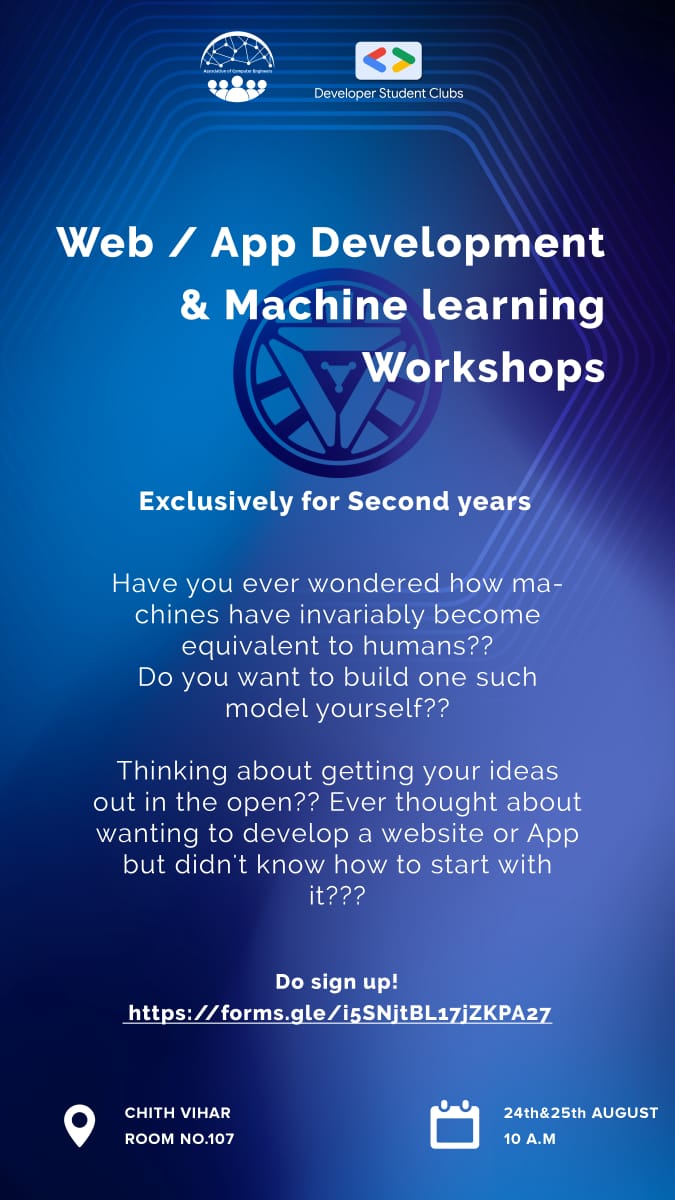 Association of Computer Engineers
Developer Student Clubs
Web / App Development
& Machine learning
Workshops
Exclusively for Second years
Have you ever wondered how ma-
chines have invariably become
equivalent to humans??
Do you want to build one such
model yourself??
Thinking about getting your ideas
out in the open?? Ever thought about
wanting to develop a website or App
but didn't know how to start with
it???
Do sign up!
https://forms.gle/i5SNjtBL17jZKPA27
CHITH VIHAR
ROOM NO.107
24th&25th AUGUST
10 A.M